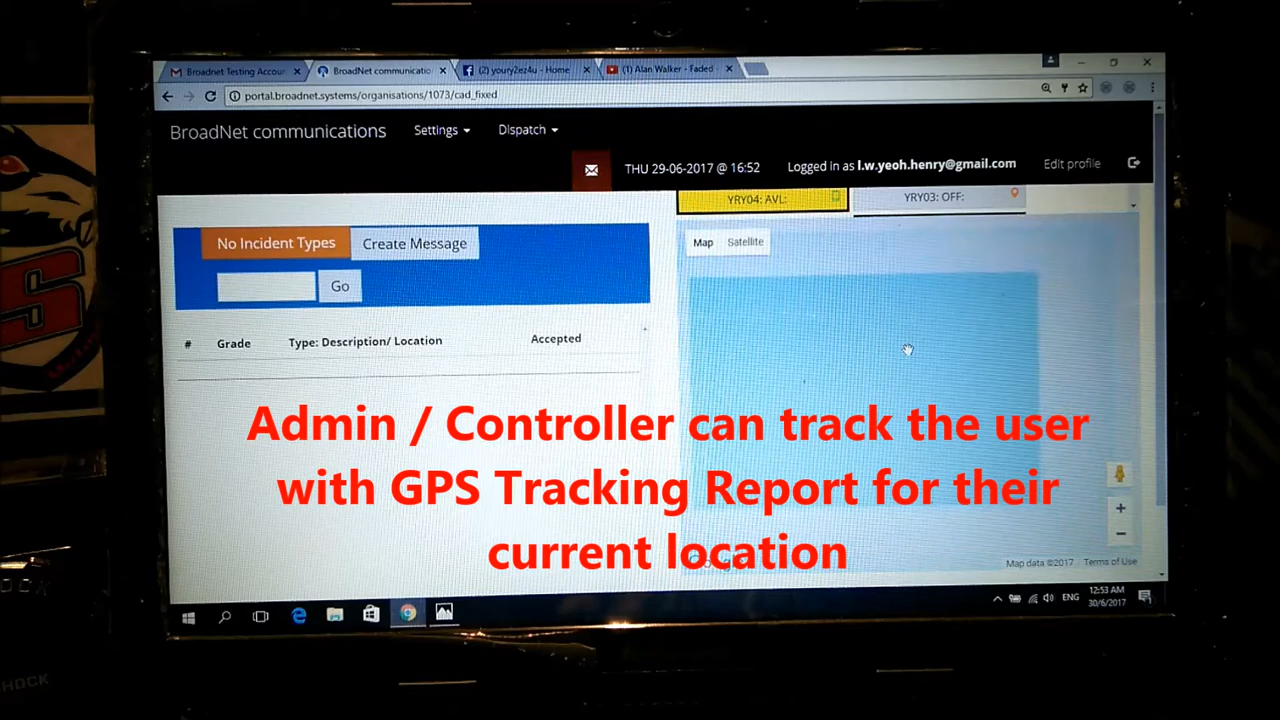 Broadnet Testing Accou
BroadNet communicatio
(2) youry2ez4u - Home
(1) Alan Walker - Faded
portal.broadnet.systems/organisations/1073/cad_fixed
BroadNet communications
Settings
Dispatch
THU 29-06-2017 @ 16:52
Logged in as l.w.yeoh.henry@gmail.com
Edit profile
YRY04: AVL:
YRY03: OFF:
No Incident Types
Create Message
Map
Satellite
Go
#
Grade
Type: Description/ Location
Accepted
Admin / Controller can track the user
with GPS Tracking Report for their
current location
Map data ©2017
Terms of Use
ENG
12:53 AM
30/6/2017
S